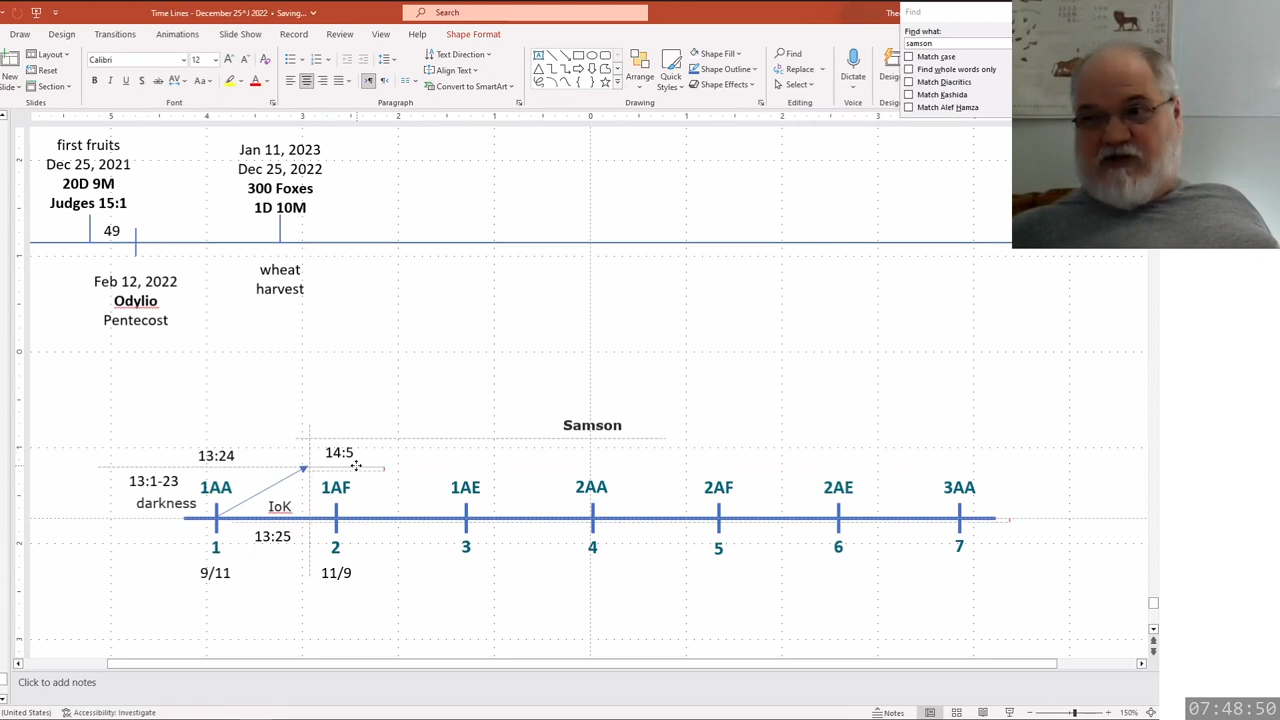 Time Lines - December 25^J 2022 • Saving...
Search
The
Draw
Design
Transitions
Animations
Slide Show
Record
Review
View
Help
Shape Format
New
Slides
Layout
Reset
Section
Slides
Calibri
12
Font
Paragraph
Text Direction
Align Text
Convert to SmartArt
Arrange
Quick
Styles
Shape Fill
Shape Outline
Shape Effects
Drawing
Find
Replace
Select
Editing
Dictate
Voice
Find
Find what:
samson
Match case
Find whole words only
Match Diacritics
Match Kashida
Match Alef Hamza
first fruits
Dec 25, 2021
20D 9M
Judges 15:1
49
Feb 12, 2022
Odylio
Pentecost
Jan 11, 2023
Dec 25, 2022
300 Foxes
1D 10M
wheat
harvest
Samson
13:24
14:5
13:1-23
darkness
1AA
1AF
1AE
2AA
2AF
2AE
3AA
IoK
13:25
1
2
3
4
5
6
7
9/11
11/9
Click to add notes
(United States)
Accessibility: Investigate
Notes
150%
07:48:50